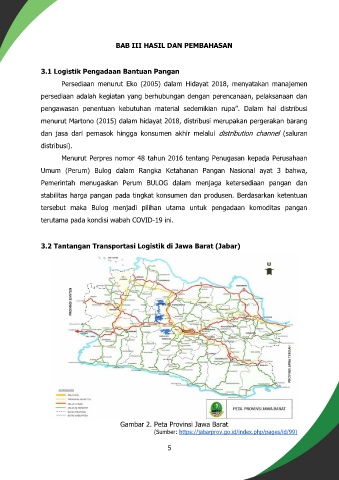 BAB III HASIL DAN PEMBAHASAN
3.1 Logistik Pengadaan Bantuan Pangan
Persediaan menurut Eko (2005) dalam Hidayat 2018, menyatakan manajemen
persediaan adalah kegiatan yang berhubungan dengan perencanaan, pelaksanaan dan
pengawasan penentuan kebutuhan material sedemikian rupa”. Dalam hal distribusi
menurut Martono (2015) dalam hidayat 2018, distribusi merupakan pergerakan barang
dan jasa dari pemasok hingga konsumen akhir melalui distribution channel (saluran
distribusi).
Menurut Perpres nomor 48 tahun 2016 tentang Penugasan kepada Perusahaan
Umum (Perum) Bulog dalam Rangka Ketahanan Pangan Nasional ayat 3 bahwa,
Pemerintah menugaskan Perum BULOG dalam menjaga ketersediaan pangan dan
stabilitas harga pangan pada tingkat konsumen dan produsen. Berdasarkan ketentuan
tersebut maka Bulog menjadi pilihan utama untuk pengadaan komoditas pangan
terutama pada kondisi wabah COVID-19 ini.
3.2 Tantangan Transportasi Logistik di Jawa Barat (Jabar)
PROVINSI BANTEN
PROVINSI JAWA TENGAH
PETA PROVINSI JAWA BARAT
Gambar 2. Peta Provinsi Jawa Barat
(Sumber: https://jabarprov.go.id/index.php/pages/id/99)
5